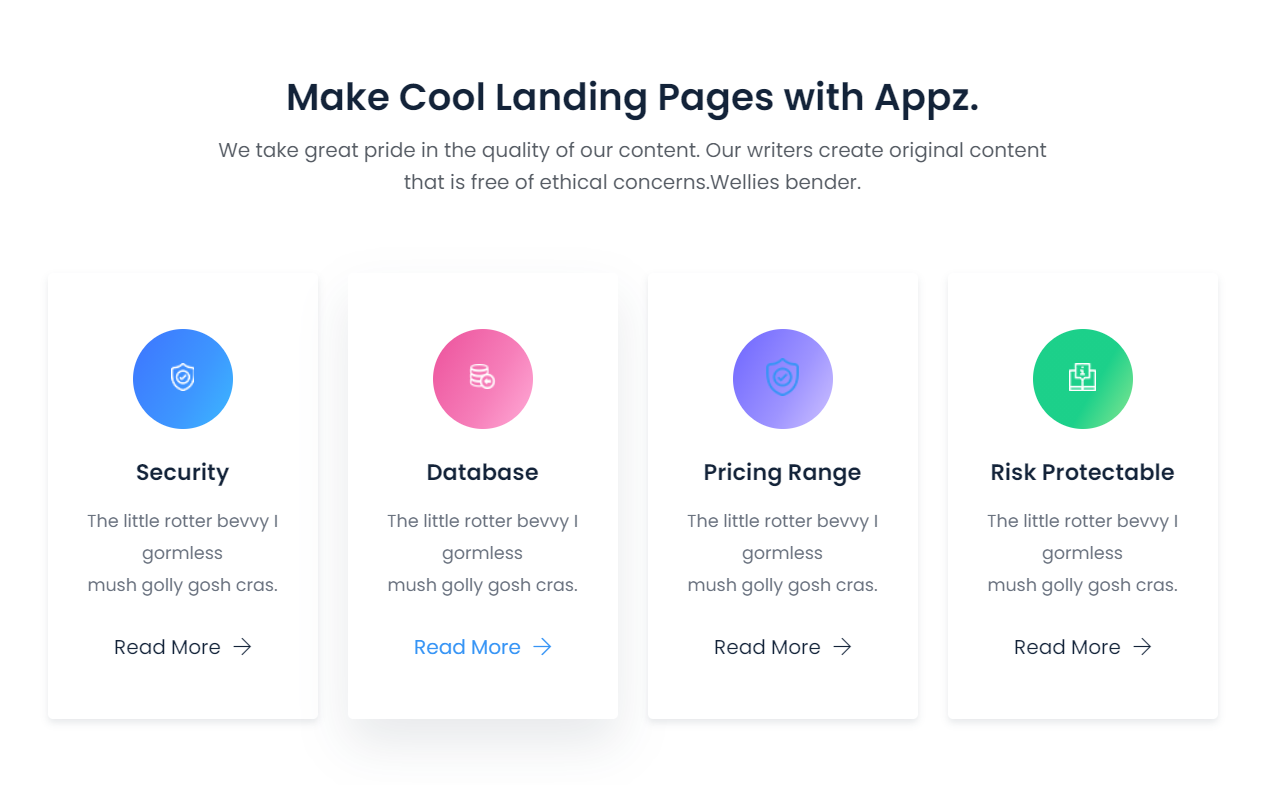 Make Cool Landing Pages with Appz.
We take great pride in the quality of our content. Our writers create original content
that is free of ethical concerns.Wellies bender.
Security
The little rotter bevvy I
gormless
mush golly gosh cras.
Read More
Database
The little rotter bevvy I
gormless
mush golly gosh cras.
Read More
Pricing Range
The little rotter bevvy I
gormless
mush golly gosh cras.
Read More
Risk Protectable
The little rotter bevvy I
gormless
mush golly gosh cras.
Read More